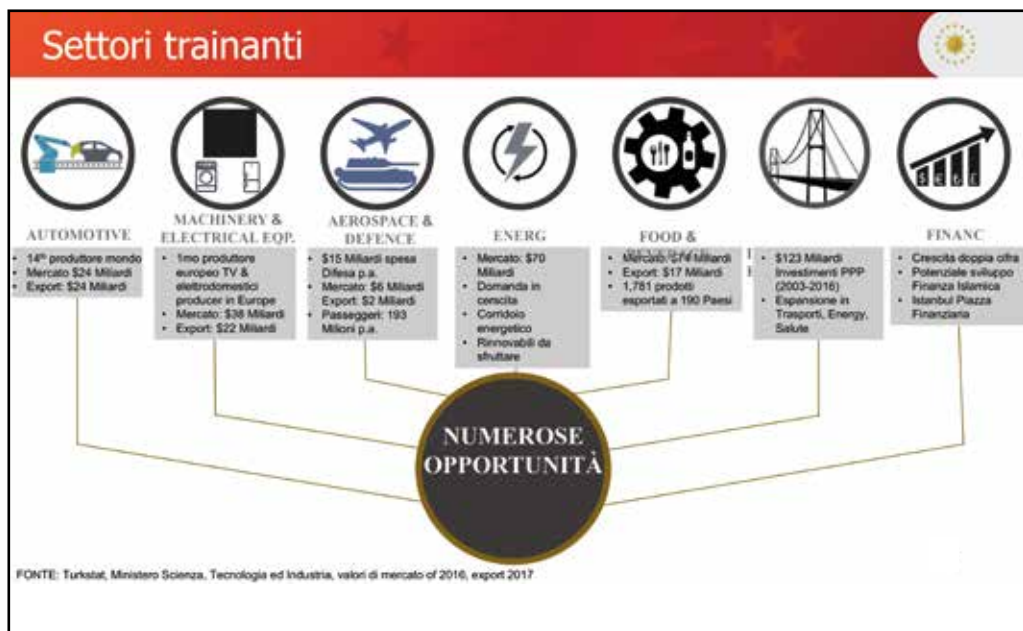 Settori trainanti
AUTOMOTIVE
• 14th produttore mondo
• Mercato $24 Miliardi
• Export: $24 Miliardi
MACHINERY &
ELECTRICAL EQP.
• 1mo produttore
europeo TV &
elettrodomestici
producer in Europe
• Mercato: $38 Miliardi
• Export: $22 Miliardi
AEROSPACE &
DEFENCE
• $15 Miliardi spesa
Difesa p.a.
• Mercato: $6 Miliardi
Export: $2 Miliardi
• Passeggeri: 193
Milioni p.a.
ENERG
• Mercato: $70
Miliardi
• Domanda in
cerscita
• Corridoio
energetico
• Rinnovabili da
sfruttare
FOOD &
• Mercato: Miliardi
• Export: $17 Miliardi
• 1,781 prodotti
esportati a 190 Paesi
• $123 Miliardi
Investimenti PPP
(2003-2016)
• Espansione in
Trasporti, Energy,
Salute
$ € ₺ £
FINANC
• Crescita doppia cifra
• Potenziale sviluppo
Finanza Islamica
• Istanbul Piazza
Finanziaria
NUMEROSE
OPPORTUNITÀ
FONTE: Turkstat, Ministero Scienza, Tecnologia ed Industria, valori di mercato of 2016, export 2017